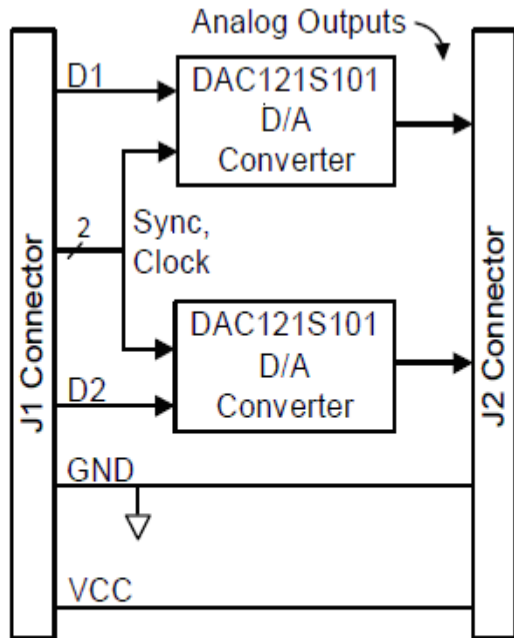 Analog Outputs
D1
DAC121S101
D/A
Converter
2
Sync,
Clock
DAC121S101
D/A
Converter
D2
GND
VCC
J1 Connector
J2 Connector